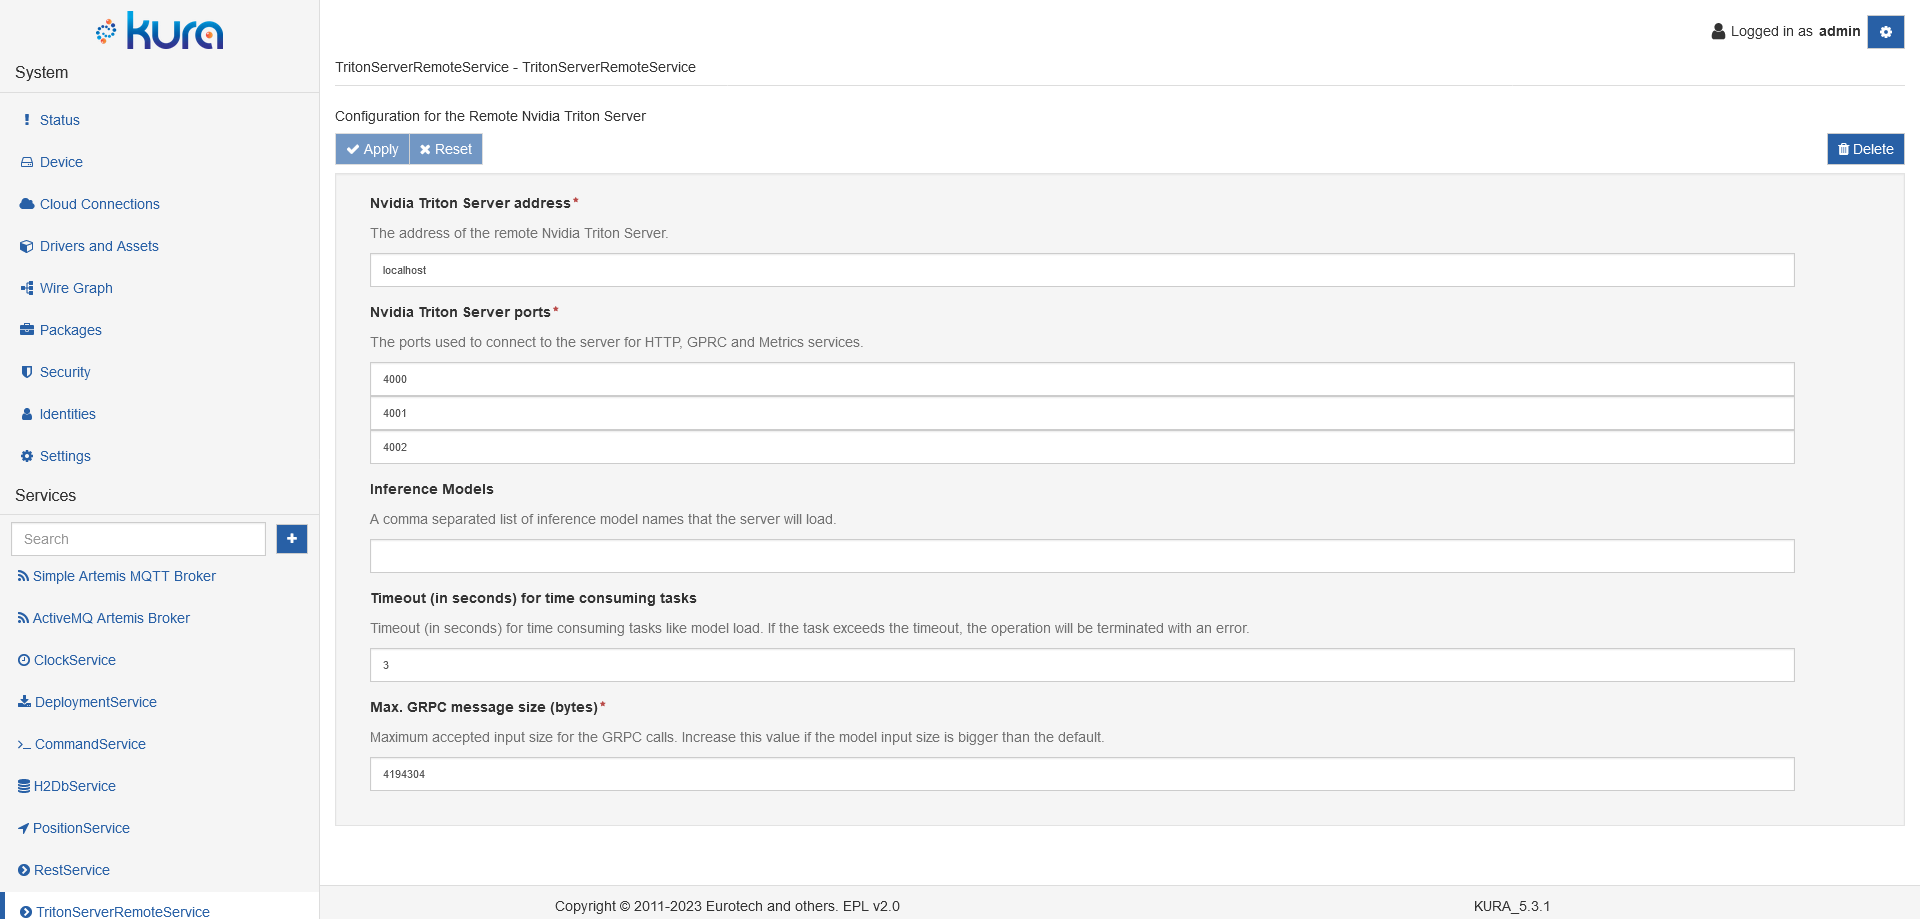 kura
System
Status
Device
Cloud Connections
Drivers and Assets
Wire Graph
Packages
Security
Identities
Settings
Services
Search
Simple Artemis MQTT Broker
ActiveMQ Artemis Broker
ClockService
DeploymentService
CommandService
H2DbService
PositionService
RestService
TritonServerRemoteService
Logged in as admin
TritonServerRemoteService - TritonServerRemoteService
Configuration for the Remote Nvidia Triton Server
Apply Reset Delete
Nvidia Triton Server address*
The address of the remote Nvidia Triton Server.
localhost
Nvidia Triton Server ports*
The ports used to connect to the server for HTTP, GPRC and Metrics services.
4000
4001
4002
Inference Models
A comma separated list of inference model names that the server will load.
Timeout (in seconds) for time consuming tasks
Timeout (in seconds) for time consuming tasks like model load. If the task exceeds the timeout, the operation will be terminated with an error.
3
Max. GRPC message size (bytes)*
Maximum accepted input size for the GRPC calls. Increase this value if the model input size is bigger than the default.
4194304
Copyright © 2011-2023 Eurotech and others. EPL v2.0 KURA_5.3.1